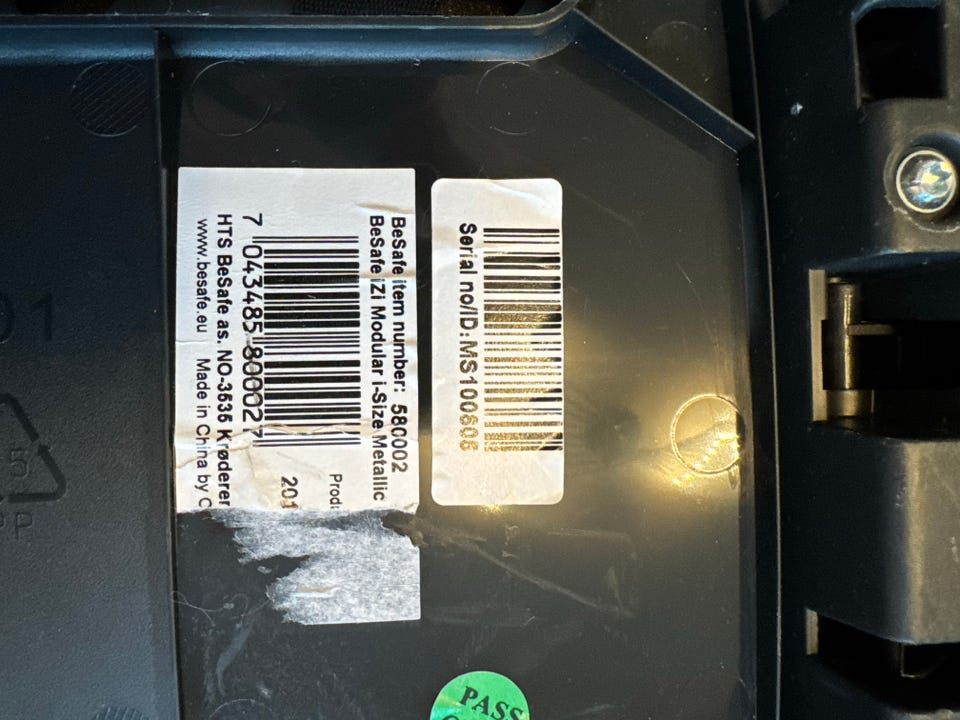 BeSafe item number: 580002
BeSafe iZi Modular i-Size Metallic
Prod
201
7 043485 800027
HTS BeSafe as. NO-3535 Krøderen
www.besafe.eu Made in China by C
Serial no/ID: MS100606
01
5
PP
PASS